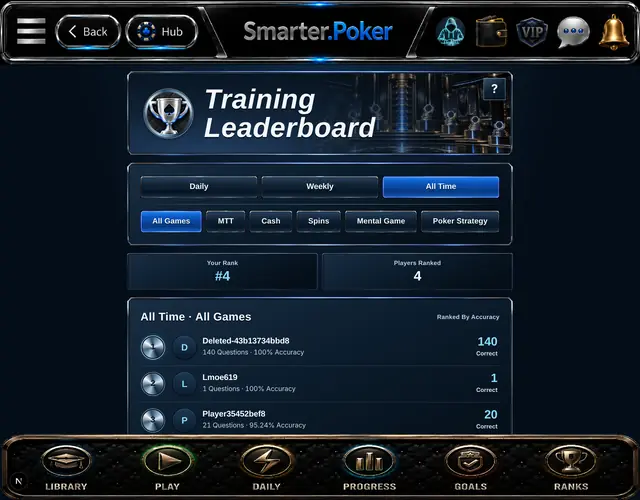 Back
Hub
Smarter.Poker
VIP
Training
Leaderboard
?
Daily
Weekly
All Time
All Games
MTT
Cash
Spins
Mental Game
Poker Strategy
Your Rank
#4
Players Ranked
4
All Time · All Games
Ranked By Accuracy
D
Deleted-43b13734bbd8
140 Questions · 100% Accuracy
140
Correct
L
Lmoe619
1 Questions · 100% Accuracy
1
Correct
P
Player35452bef8
21 Questions · 95.24% Accuracy
20
Correct
N
LIBRARY
PLAY
DAILY
PROGRESS
GOALS
RANKS